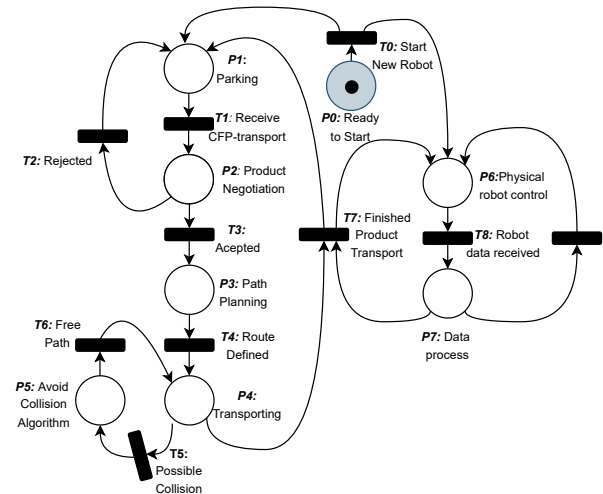 P1:
Parking
T0: Start
New Robot
P0: Ready
to Start
T1: Receive
CFP-transport
T2: Rejected
P2: Product
Negotiation
P6:Physical
robot control
T3:
Acepted
T7: Finished
Product
Transport
T8: Robot
data received
P3: Path
Planning
T6: Free
Path
T4: Route
Defined
P7: Data
process
P5: Avoid
Collision
Algorithm
P4:
Transporting
T5:
Possible
Collision